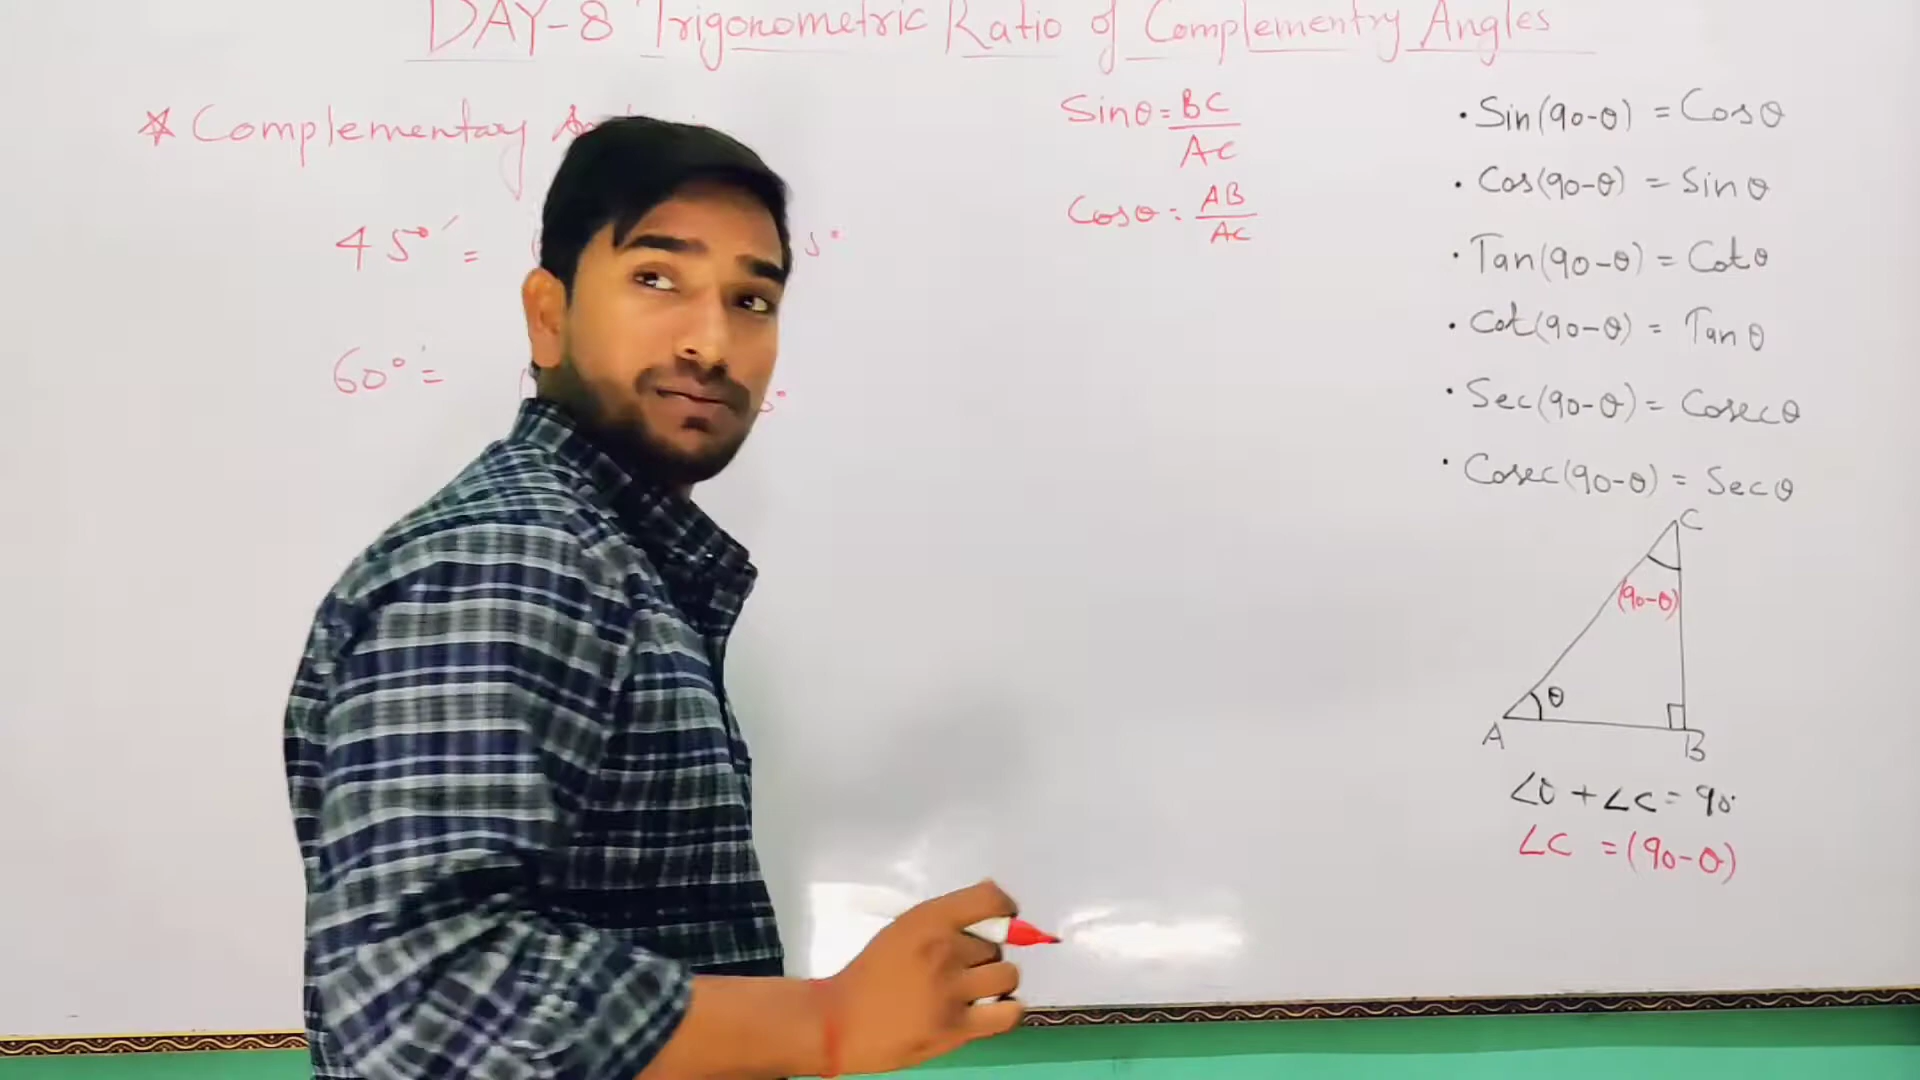 DAY-8 Trigonometric Ratio of Complementry Angles
* Complementary
45° =
5°
60° =
Sinθ = BC/AC
Cosθ = AB/AC
• Sin(90-θ) = Cosθ
• Cos(90-θ) = Sinθ
• Tan(90-θ) = Cotθ
• Cot(90-θ) = Tanθ
• Sec(90-θ) = Cosecθ
• Cosec(90-θ) = Secθ
C
(90-θ)
θ
A
B
∠θ + ∠C = 90°
∠C = (90-θ)